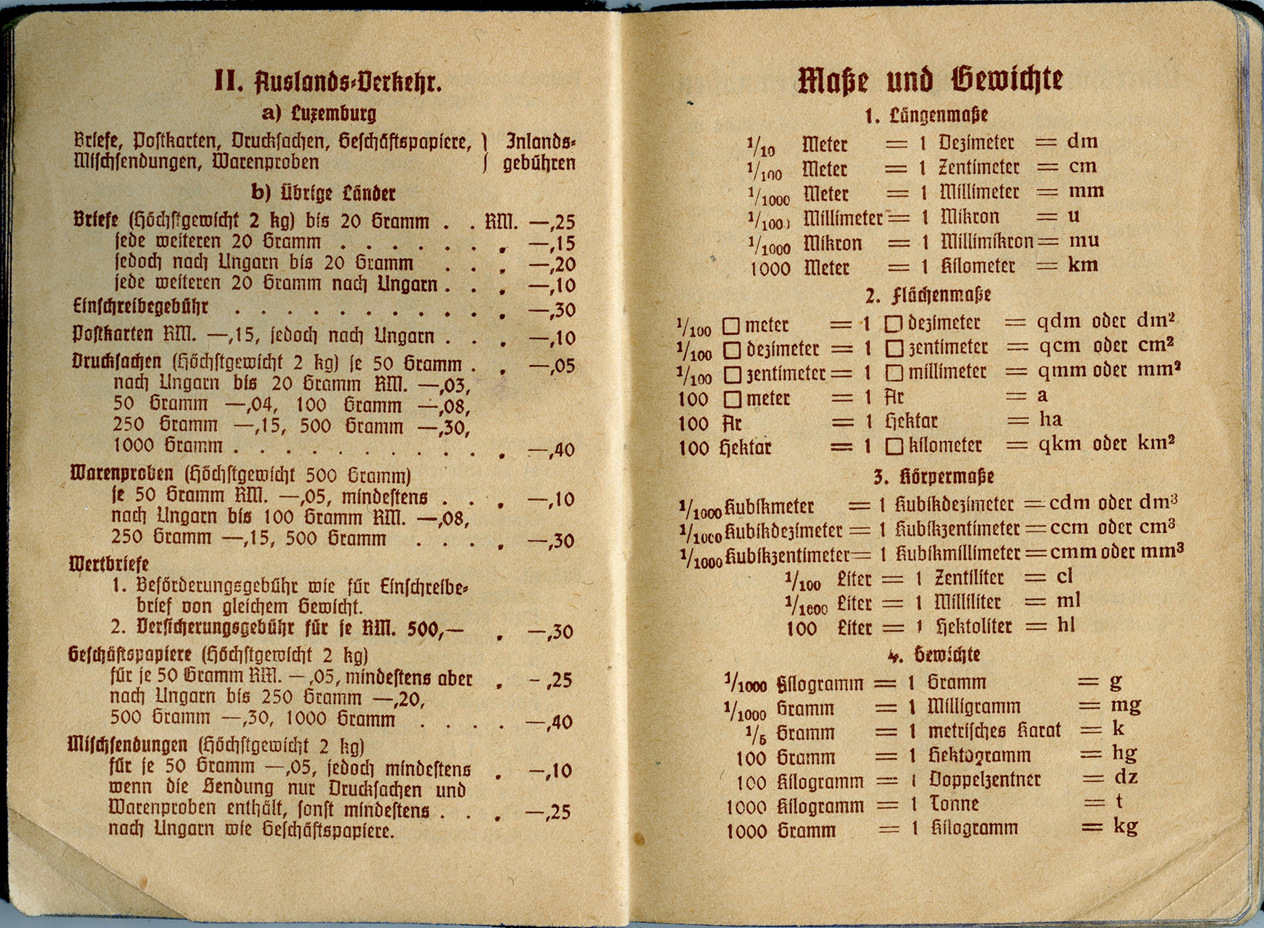 II. Auslands-Verkehr.
a) Luxemburg
Briefe, Postkarten, Drucksachen, Geschäftspapiere, } Inlands-
Mischsendungen, Warenproben } gebühren
b) Übrige Länder
Briefe (Höchstgewicht 2 kg) bis 20 Gramm . . RM. —,25
jede weiteren 20 Gramm . . . . . . . „ —,15
jedoch nach Ungarn bis 20 Gramm . . . „ —,20
jede weiteren 20 Gramm nach Ungarn . . „ —,10
Einschreibegebühr . . . . . . . . . . . „ —,30
Postkarten RM. —,15, jedoch nach Ungarn . . „ —,10
Drucksachen (Höchstgewicht 2 kg) je 50 Gramm . „ —,05
nach Ungarn bis 20 Gramm RM. —,03,
50 Gramm —,04, 100 Gramm —,08,
250 Gramm —,15, 500 Gramm —,30,
1000 Gramm . . . . . . . . . . . „ —,40
Warenproben (Höchstgewicht 500 Gramm)
je 50 Gramm RM. —,05, mindestens . . . „ —,10
nach Ungarn bis 100 Gramm RM. —,08,
250 Gramm —,15, 500 Gramm . . . . „ —,30
Wertbriefe
1. Beförderungsgebühr wie für Einschreibe-
brief von gleichem Gewicht.
2. Versicherungsgebühr für je RM. 500,— „ —,30
Geschäftspapiere (Höchstgewicht 2 kg)
für je 50 Gramm RM. —,05, mindestens aber „ -,25
nach Ungarn bis 250 Gramm —,20,
500 Gramm —,30, 1000 Gramm . . . . „ —,40
Mischsendungen (Höchstgewicht 2 kg)
für je 50 Gramm —,05, jedoch mindestens „ —,10
wenn die Sendung nur Drucksachen und
Warenproben enthält, sonst mindestens . . „ —,25
nach Ungarn wie Geschäftspapiere.
Maße und Gewichte
1. Längenmaße
1/10 Meter = 1 Dezimeter = dm
1/100 Meter = 1 Zentimeter = cm
1/1000 Meter = 1 Millimeter = mm
1/1000 Millimeter = 1 Mikron = u
1/1000 Mikron = 1 Millimikron = mu
1000 Meter = 1 Kilometer = km
2. Flächenmaße
1/100 □ meter = 1 □ dezimeter = qdm oder dm²
1/100 □ dezimeter = 1 □ zentimeter = qcm oder cm²
1/100 □ zentimeter = 1 □ millimeter = qmm oder mm²
100 □ meter = 1 Ar = a
100 Ar = 1 Hektar = ha
100 Hektar = 1 □ kilometer = qkm oder km²
3. Körpermaße
1/1000 Kubikmeter = 1 Kubikdezimeter = cdm oder dm³
1/1000 Kubikdezimeter = 1 Kubikzentimeter = ccm oder cm³
1/1000 Kubikzentimeter = 1 Kubikmillimeter = cmm oder mm³
1/100 Liter = 1 Zentiliter = cl
1/1000 Liter = 1 Milliliter = ml
100 Liter = 1 Hektoliter = hl
4. Gewichte
1/1000 Kilogramm = 1 Gramm = g
1/1000 Gramm = 1 Milligramm = mg
1/5 Gramm = 1 metrisches Karat = k
100 Gramm = 1 Hektogramm = hg
100 Kilogramm = 1 Doppelzentner = dz
1000 Kilogramm = 1 Tonne = t
1000 Gramm = 1 Kilogramm = kg